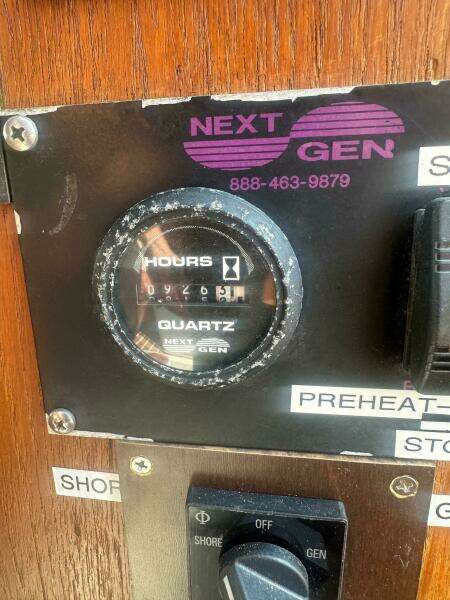 NEXT
GEN
888-463-9879
S
HOURS
09263
QUARTZ
NEXT
GEN
PREHEAT
STO
SHOR
OFF
SHORE
GEN
G